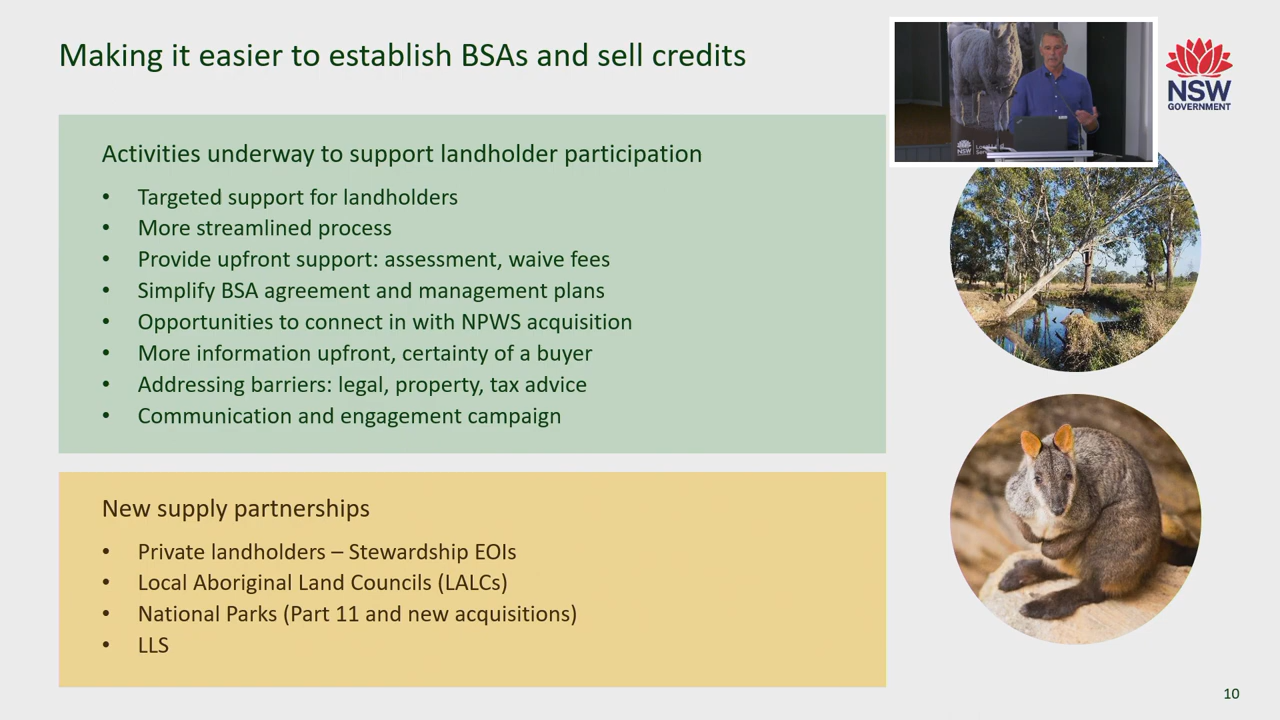 Making it easier to establish BSAs and sell credits
NSW
GOVERNMENT
Activities underway to support landholder participation
• Targeted support for landholders
• More streamlined process
• Provide upfront support: assessment, waive fees
• Simplify BSA agreement and management plans
• Opportunities to connect in with NPWS acquisition
• More information upfront, certainty of a buyer
• Addressing barriers: legal, property, tax advice
• Communication and engagement campaign
New supply partnerships
• Private landholders – Stewardship EOIs
• Local Aboriginal Land Councils (LALCs)
• National Parks (Part 11 and new acquisitions)
• LLS
10